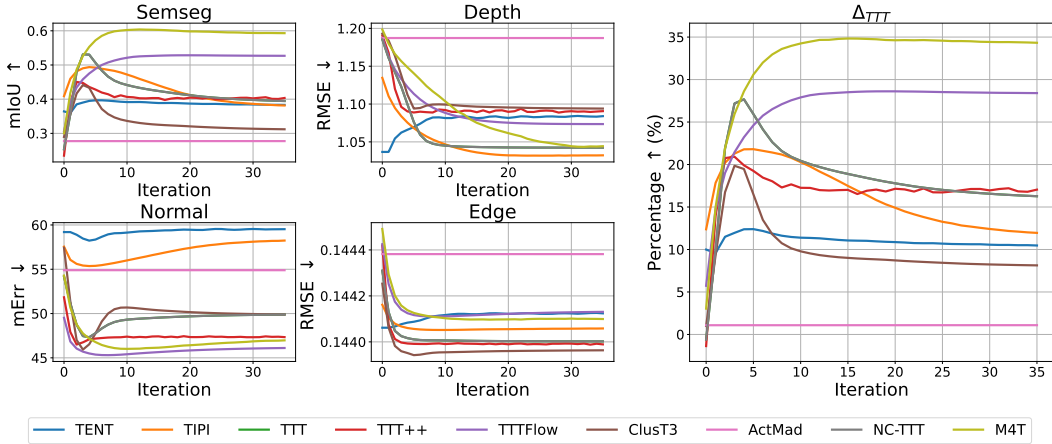 Semseg
mIoU ↑
0.6
0.5
0.4
0.3
0 10 20 30
Iteration
Depth
RMSE ↓
1.20
1.15
1.10
1.05
0 10 20 30
Iteration
Normal
mErr ↓
60
55
50
45
0 10 20 30
Iteration
Edge
RMSE ↓
0.1444
0.1442
0.1440
0 10 20 30
Iteration
Δ_TTT
Percentage ↑ (%)
35
30
25
20
15
10
5
0
0 5 10 15 20 25 30 35
Iteration
TENT TIPI TTT TTT++ TTTFlow ClusT3 ActMad NC-TTT M4T